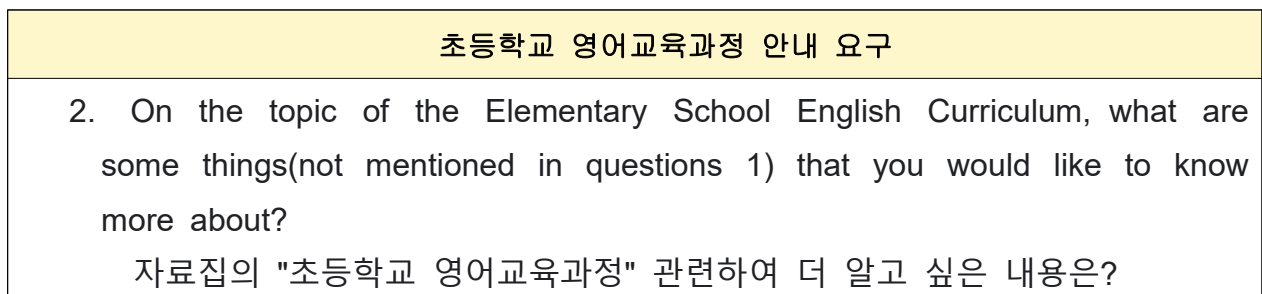 초등학교 영어교육과정 안내 요구
2. On the topic of the Elementary School English Curriculum, what are
some things(not mentioned in questions 1) that you would like to know
more about?
자료집의 "초등학교 영어교육과정" 관련하여 더 알고 싶은 내용은?